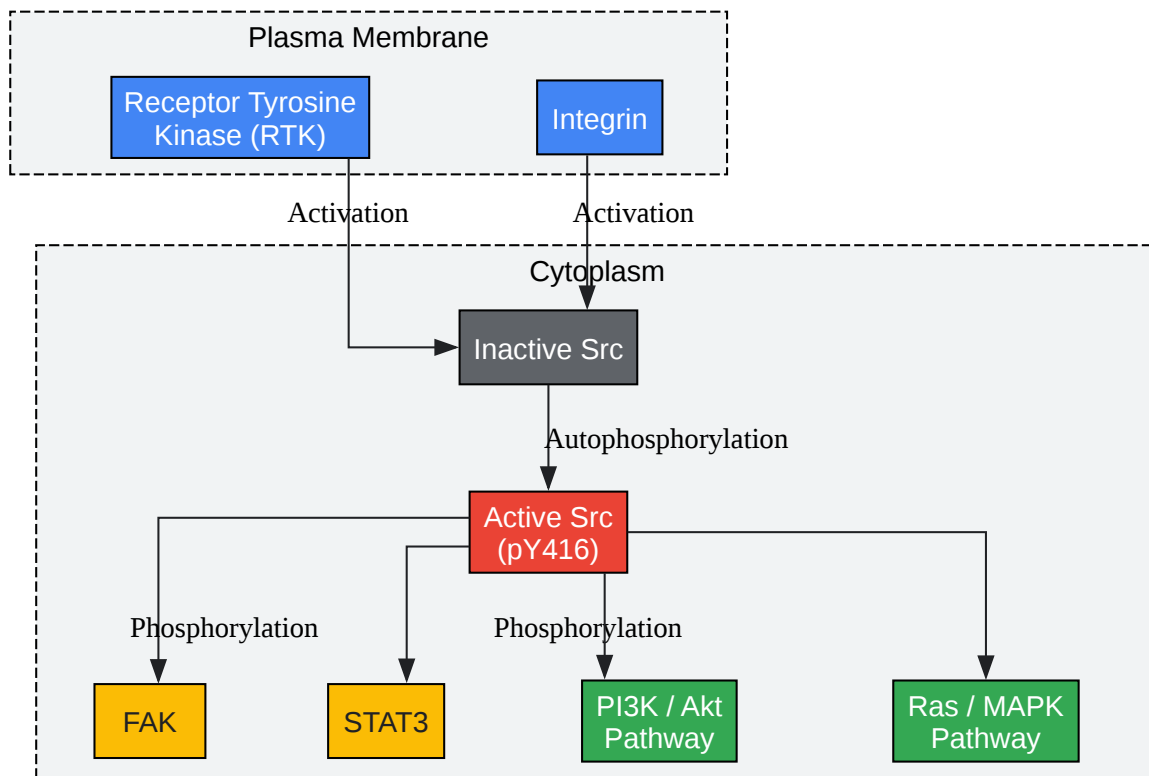 Plasma Membrane
Receptor Tyrosine
Kinase (RTK)
Integrin
Activation
Activation
Cytoplasm
Inactive Src
Autophosphorylation
Active Src
(pY416)
Phosphorylation
Phosphorylation
FAK
STAT3
PI3K / Akt
Pathway
Ras / MAPK
Pathway